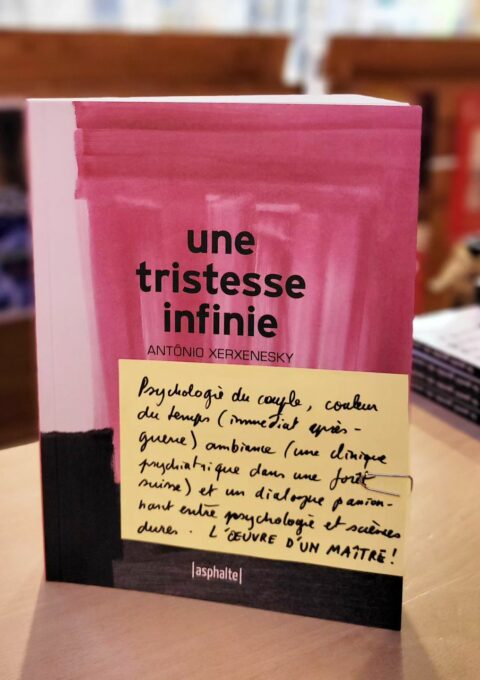 une
tristesse
infinie
ANTÔNIO XERXENESKY
Psychologie du couple, couleur
du temps (immédiat après-
guerre) ambiance (une clinique
psychiatrique dans une forêt
suisse) et un dialogue passion-
nant entre psychologie et sciences
dures. L'ŒUVRE D'UN MAÎTRE!
|asphalte|